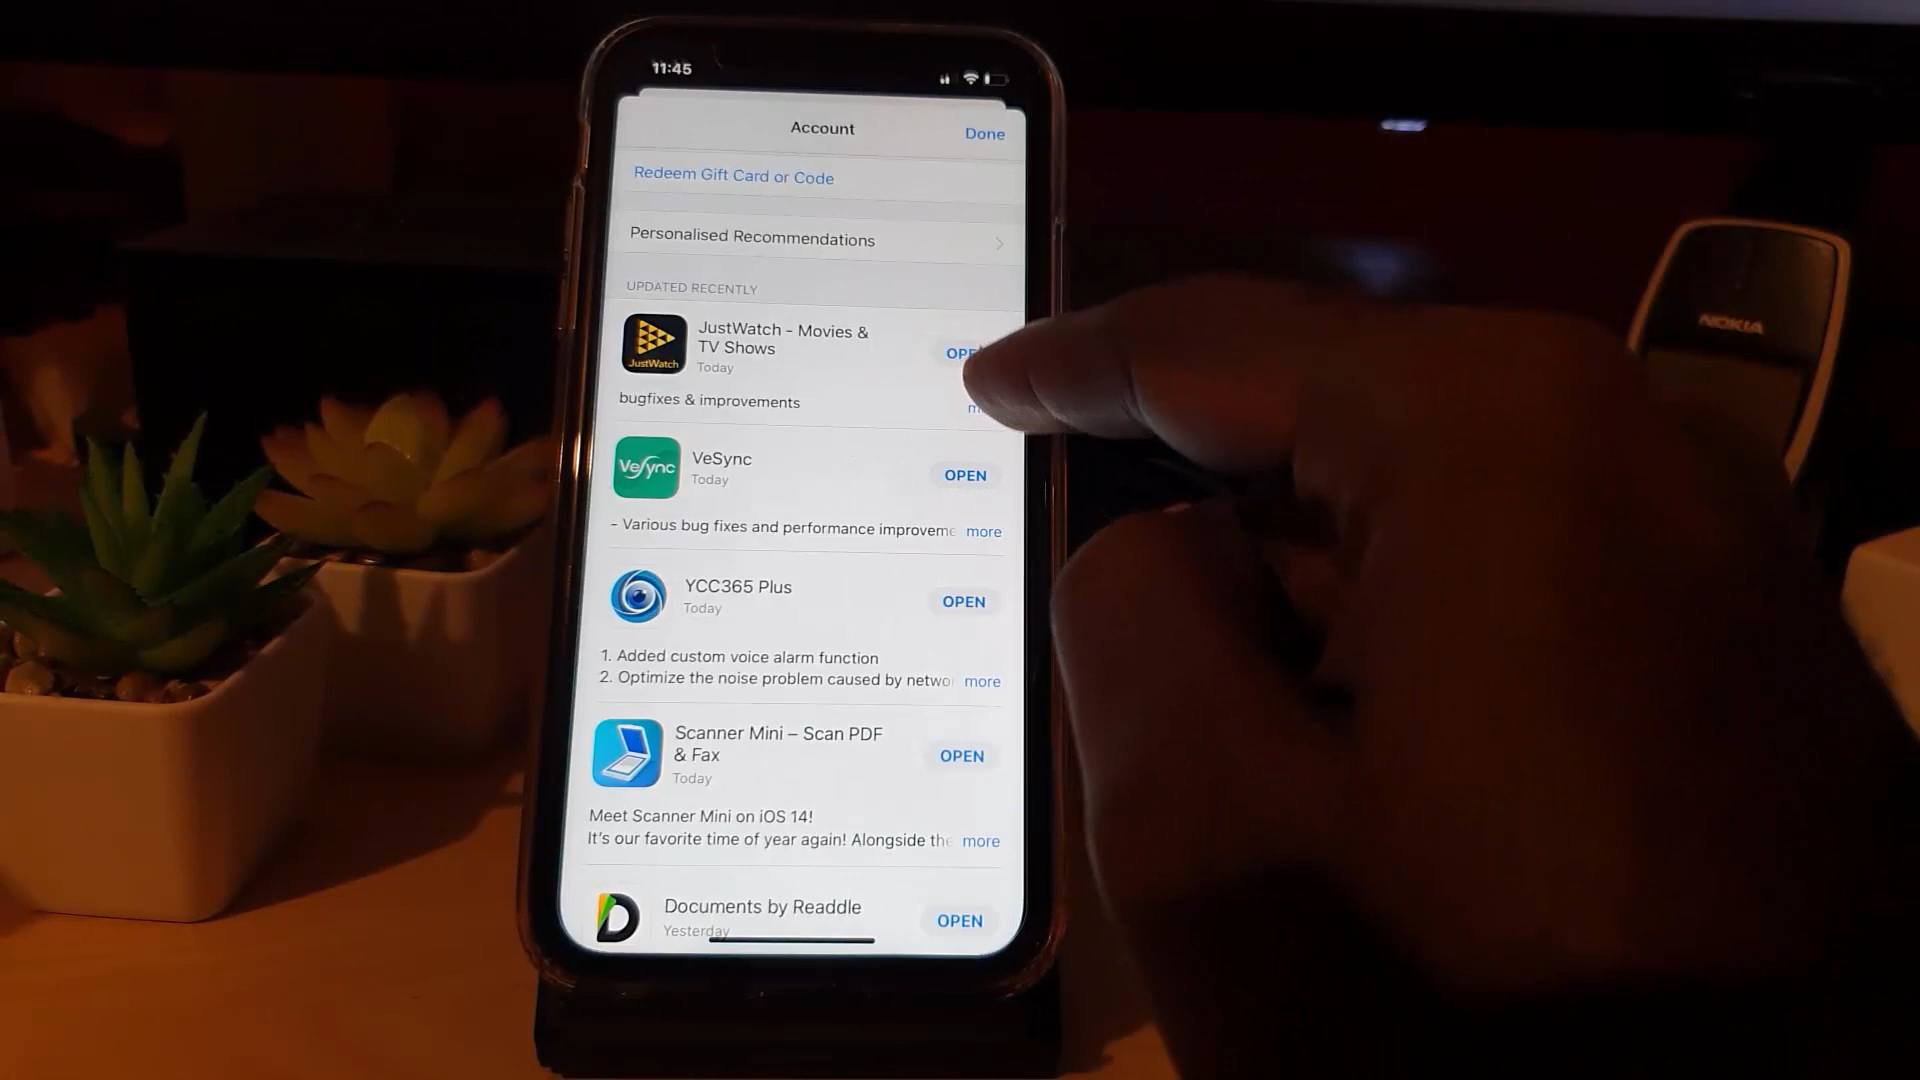 11:45
Account
Done
Redeem Gift Card or Code
Personalised Recommendations
UPDATED RECENTLY
JustWatch - Movies &
TV Shows
Today
JustWatch
bugfixes & improvements
VeSync
VeSync
Today
OPEN
- Various bug fixes and performance
more
YCC365 Plus
Today
OPEN
1. Added custom voice alarm function
2. Optimize the noise problem caused by
more
Scanner Mini – Scan PDF
& Fax
Today
OPEN
Meet Scanner Mini on iOS 14!
It's our favorite time of year again! Alongside
more
Documents by Readdle
Yesterday
OPEN
NOKIA